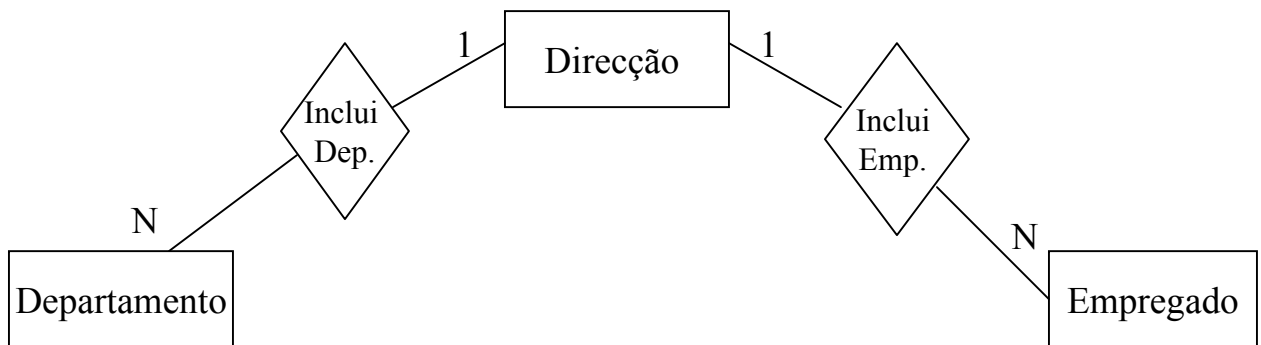 1
Direcção
1
Inclui
Dep.
Inclui
Emp.
N
N
Departamento
Empregado